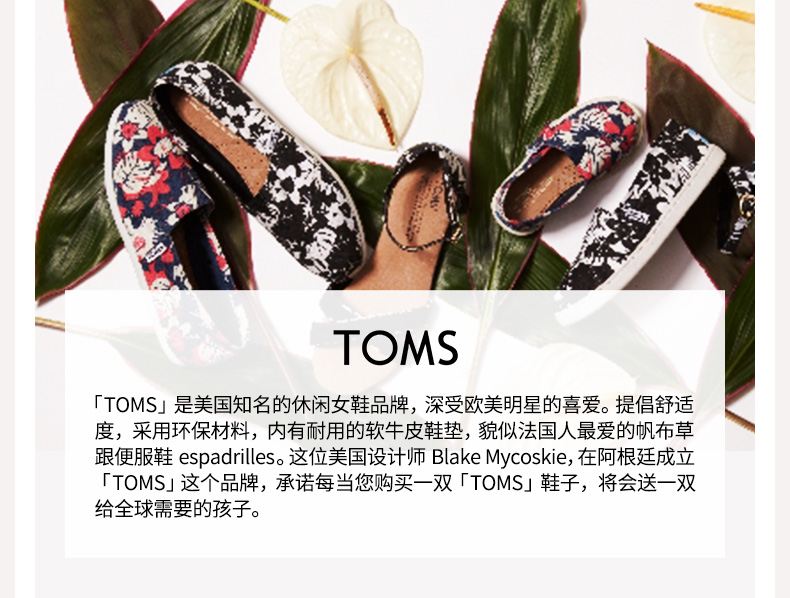 TOMS
「TOMS」是美国知名的休闲女鞋品牌，深受欧美明星的喜爱。提倡舒适
度，采用环保材料，内有耐用的软牛皮鞋垫，貌似法国人最爱的帆布草
跟便服鞋 espadrilles。这位美国设计师 Blake Mycoskie，在阿根廷成立
「TOMS」这个品牌，承诺每当您购买一双「TOMS」鞋子，将会送一双
给全球需要的孩子。